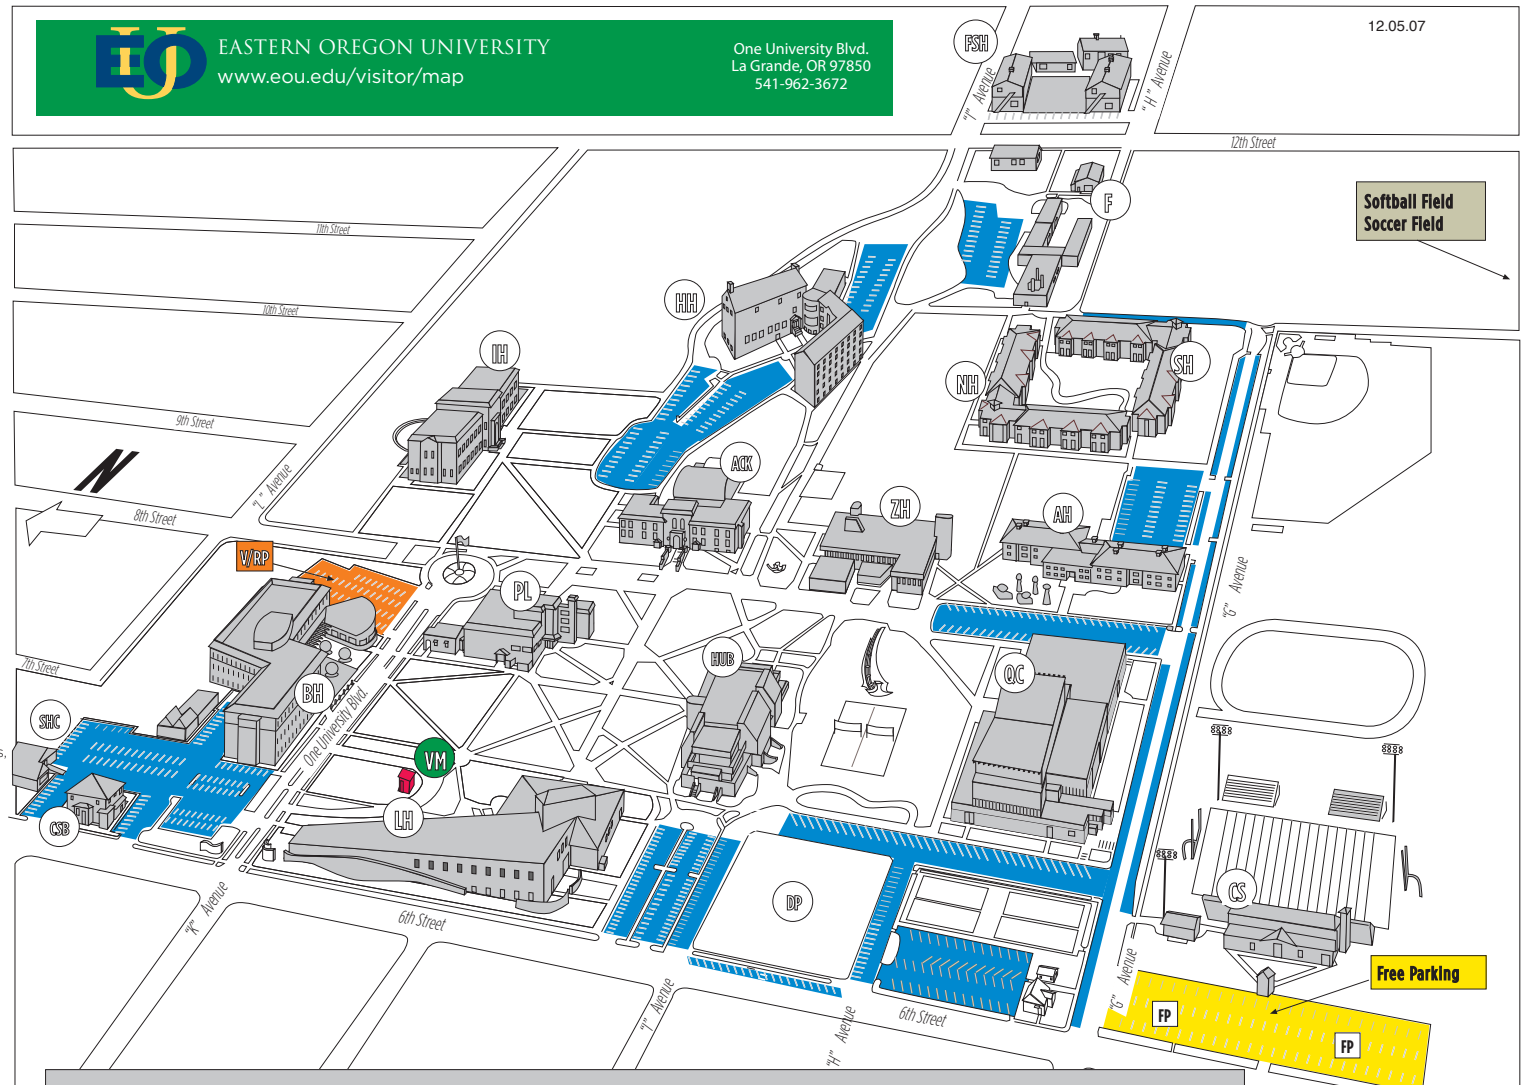 EOU
EASTERN OREGON UNIVERSITY
www.eou.edu/visitor/map
One University Blvd.
La Grande, OR 97850
541-962-3672
12.05.07
FSH
"I" Avenue
"H" Avenue
12th Street
F
Softball Field
Soccer Field
11th Street
10th Street
HH
IH
NH
SH
9th Street
ACK
"L" Avenue
N
8th Street
ZH
AH
V/RP
PL
"G" Avenue
7th Street
HUB
QC
BH
SHC
One University Blvd.
s,
VM
LH
CSB
DP
CS
"K" Avenue
6th Street
Free Parking
"I" Avenue
"H" Avenue
6th Street
"G" Avenue
FP
FP